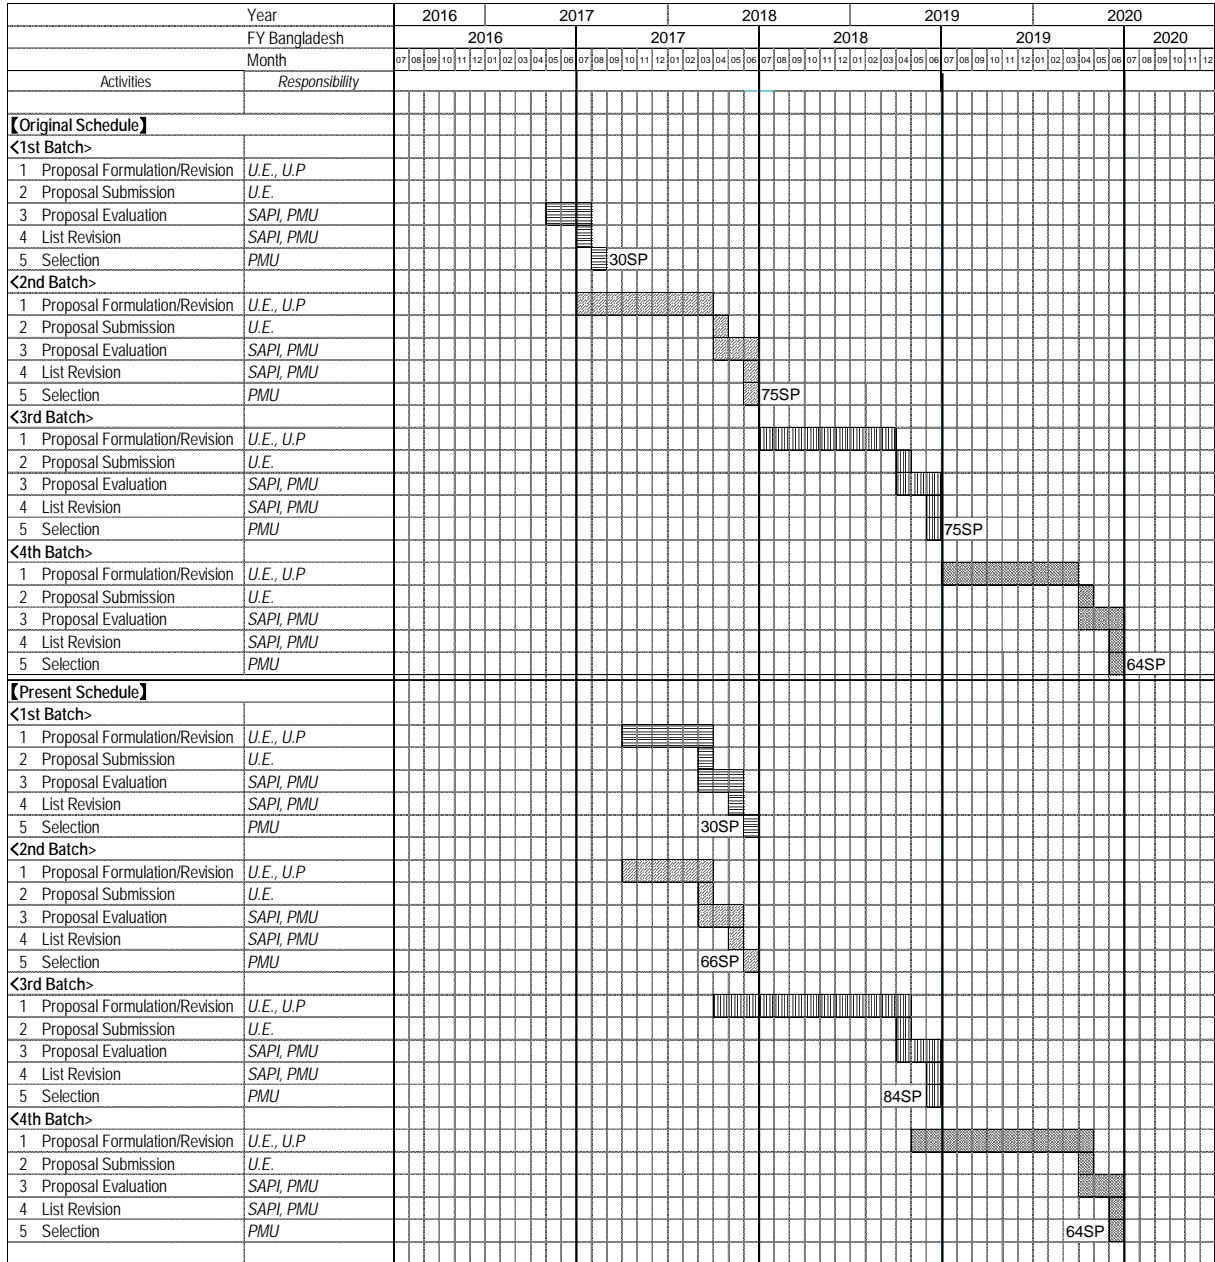 Year 2016 2017 2018 2019 2020
FY Bangladesh 2016 2017 2018 2019 2020
Month 07 08 09 10 11 12 01 02 03 04 05 06 07 08 09 10 11 12 01 02 03 04 05 06 07 08 09 10 11 12 01 02 03 04 05 06 07 08 09 10 11 12 01 02 03 04 05 06 07 08 09 10 11 12
Activities Responsibility
【Original Schedule】
<1st Batch>
1 Proposal Formulation/Revision U.E., U.P
2 Proposal Submission U.E.
3 Proposal Evaluation SAPI, PMU
4 List Revision SAPI, PMU
5 Selection PMU 30SP
<2nd Batch>
1 Proposal Formulation/Revision U.E., U.P
2 Proposal Submission U.E.
3 Proposal Evaluation SAPI, PMU
4 List Revision SAPI, PMU
5 Selection PMU 75SP
<3rd Batch>
1 Proposal Formulation/Revision U.E., U.P
2 Proposal Submission U.E.
3 Proposal Evaluation SAPI, PMU
4 List Revision SAPI, PMU
5 Selection PMU 75SP
<4th Batch>
1 Proposal Formulation/Revision U.E., U.P
2 Proposal Submission U.E.
3 Proposal Evaluation SAPI, PMU
4 List Revision SAPI, PMU
5 Selection PMU 64SP
【Present Schedule】
<1st Batch>
1 Proposal Formulation/Revision U.E., U.P
2 Proposal Submission U.E.
3 Proposal Evaluation SAPI, PMU
4 List Revision SAPI, PMU
5 Selection PMU 30SP
<2nd Batch>
1 Proposal Formulation/Revision U.E., U.P
2 Proposal Submission U.E.
3 Proposal Evaluation SAPI, PMU
4 List Revision SAPI, PMU
5 Selection PMU 66SP
<3rd Batch>
1 Proposal Formulation/Revision U.E., U.P
2 Proposal Submission U.E.
3 Proposal Evaluation SAPI, PMU
4 List Revision SAPI, PMU
5 Selection PMU 84SP
<4th Batch>
1 Proposal Formulation/Revision U.E., U.P
2 Proposal Submission U.E.
3 Proposal Evaluation SAPI, PMU
4 List Revision SAPI, PMU
5 Selection PMU 64SP